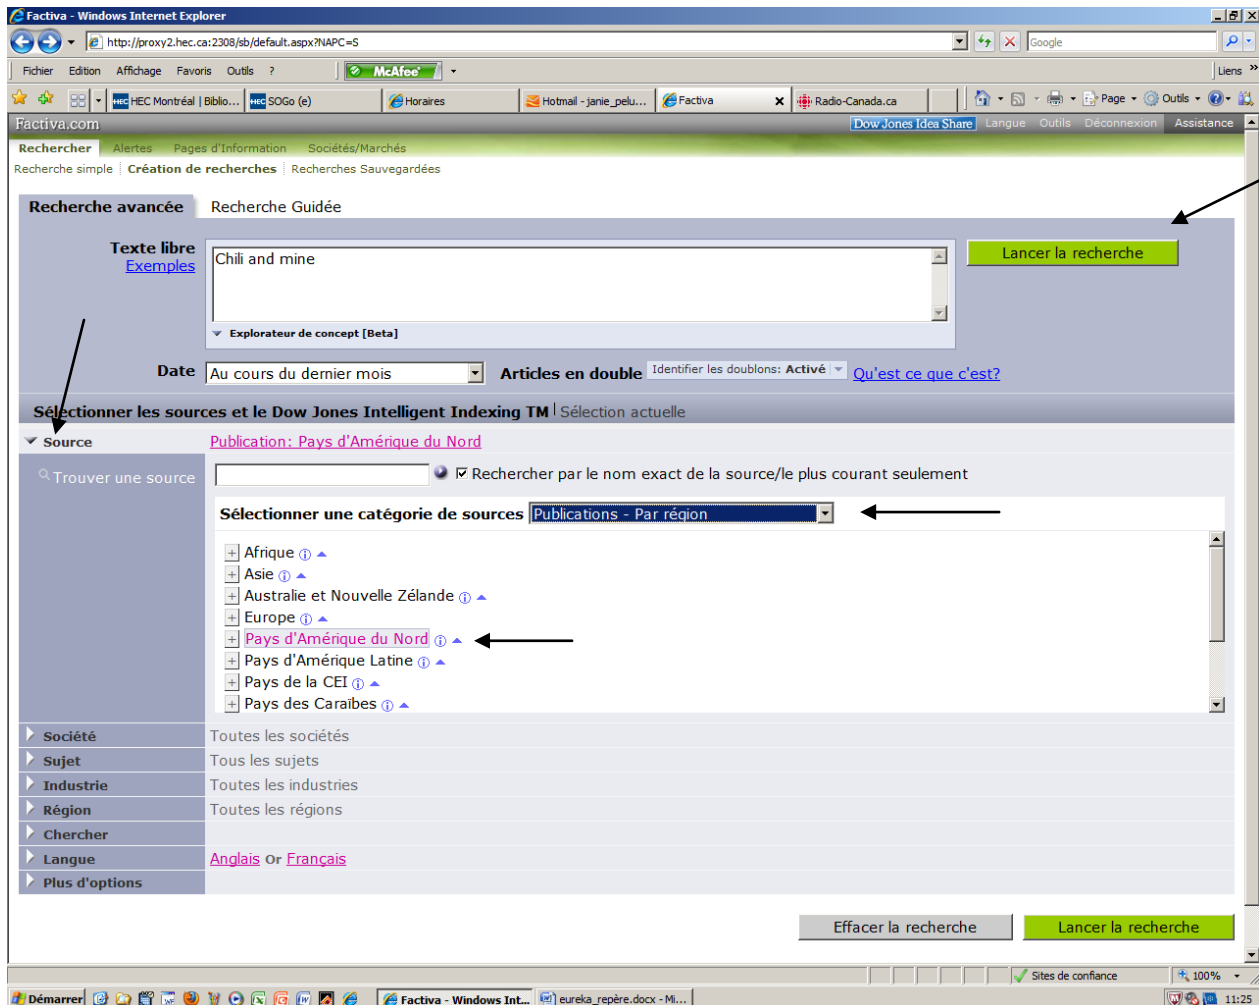 Factiva - Windows Internet Explorer
http://proxy2.hec.ca:2308/sb/default.aspx?NAPC=S
Google
Fichier Edition Affichage Favoris Outils ?
McAfee
Liens »
HEC Montréal | Biblio... HEC SOGo (e) Horaires Hotmail - janie_pelu... Factiva x Radio-Canada.ca Page Outils
Factiva.com Dow Jones Idea Share Langue Outils Déconnexion Assistance
Rechercher Alertes Pages d'Information Sociétés/Marchés
Recherche simple Création de recherches Recherches Sauvegardées
Recherche avancée Recherche Guidée
Texte libre
Exemples
Chili and mine
Lancer la recherche
Explorateur de concept [Beta]
Date Au cours du dernier mois Articles en double Identifier les doublons: Activé Qu'est ce que c'est?
Sélectionner les sources et le Dow Jones Intelligent Indexing TM Sélection actuelle
Source Publication: Pays d'Amérique du Nord
Trouver une source Rechercher par le nom exact de la source/le plus courant seulement
Sélectionner une catégorie de sources Publications - Par région
+ Afrique
+ Asie
+ Australie et Nouvelle Zélande
+ Europe
+ Pays d'Amérique du Nord
+ Pays d'Amérique Latine
+ Pays de la CEI
+ Pays des Caraïbes
Société Toutes les sociétés
Sujet Tous les sujets
Industrie Toutes les industries
Région Toutes les régions
Chercher
Langue Anglais Or Français
Plus d'options
Effacer la recherche Lancer la recherche
Sites de confiance 100%
Démarrer Factiva - Windows Int... eureka_repère.docx - Mi... 11:25